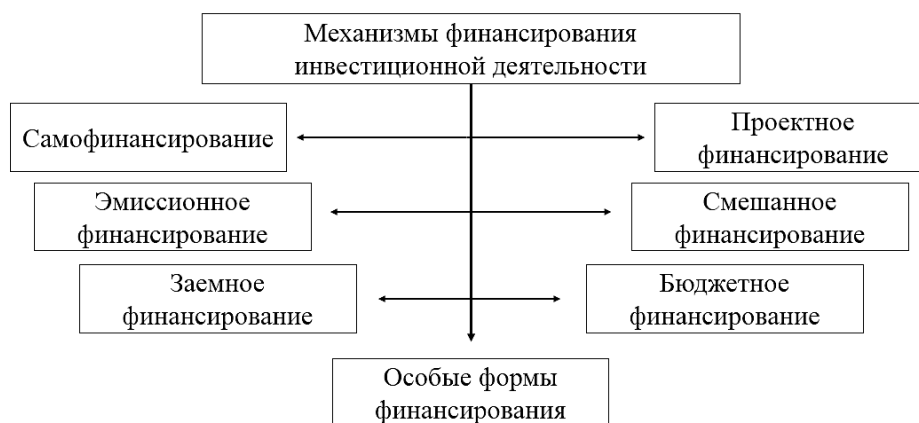 Механизмы финансирования
инвестиционной деятельности
Самофинансирование
Проектное
финансирование
Эмиссионное
финансирование
Смешанное
финансирование
Заемное
финансирование
Бюджетное
финансирование
Особые формы
финансирования